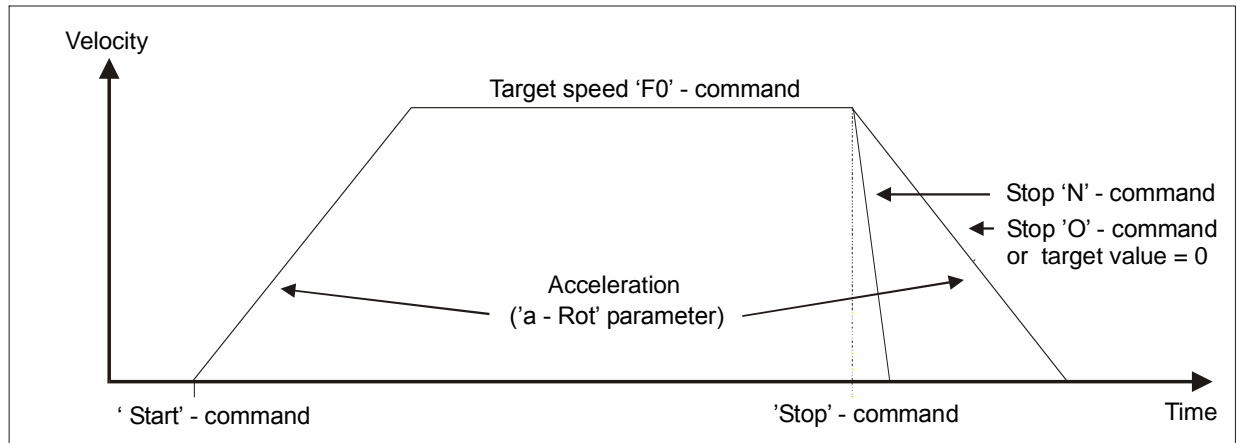 Velocity
Target speed ‘F0’ - command
Stop ‘N’ - command
Stop ’O’ - command
or target value = 0
Acceleration
(’a - Rot’ parameter)
‘ Start’ - command
’Stop’ - command
Time